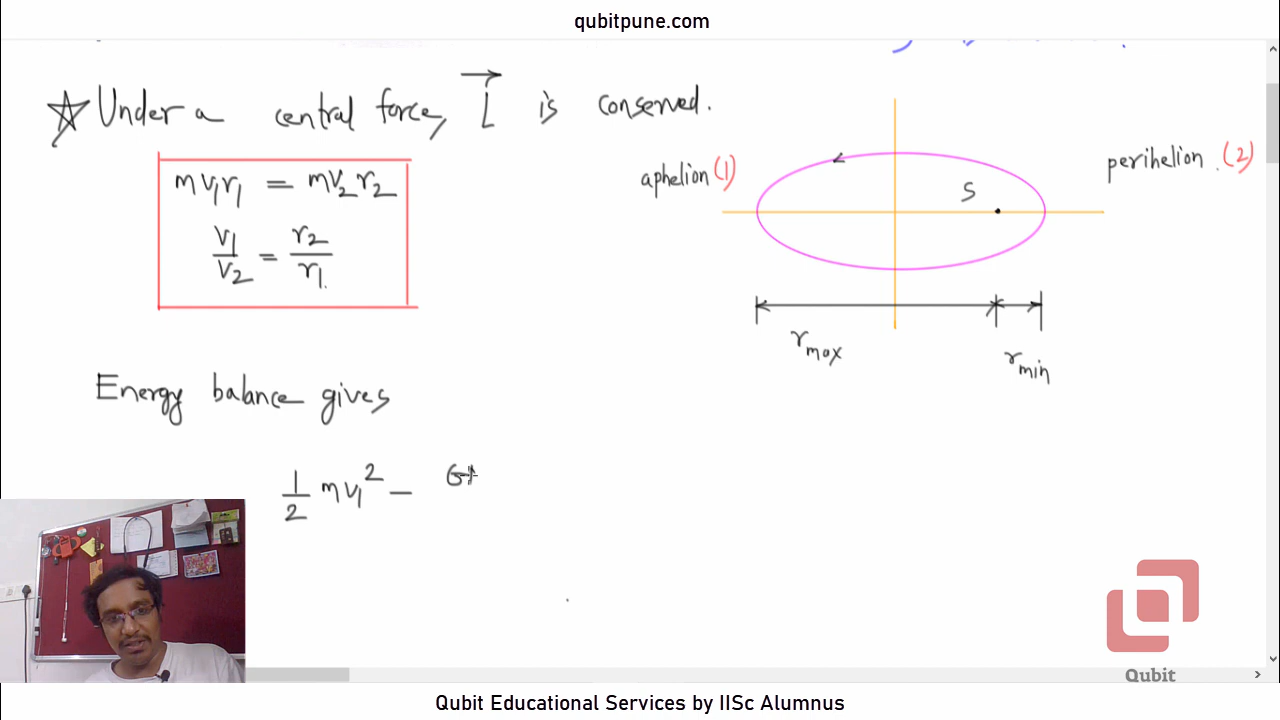 qubitpune.com
☆ Under a central force, L⃗ is conserved.
mv₁r₁ = mv₂r₂
v₁/v₂ = r₂/r₁
aphelion (1)
perihelion . (2)
S
rmax
rmin
Energy balance gives
1/2 mv₁² −
Qubit
Qubit Educational Services by IISc Alumnus